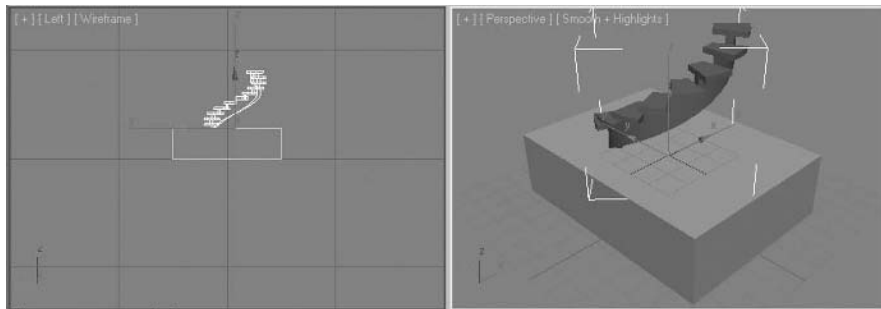 [ + ] [ Left ] [ Wireframe ]
z
z
[ + ] [ Perspective ] [ Smooth + Highlights ]
y
x
z